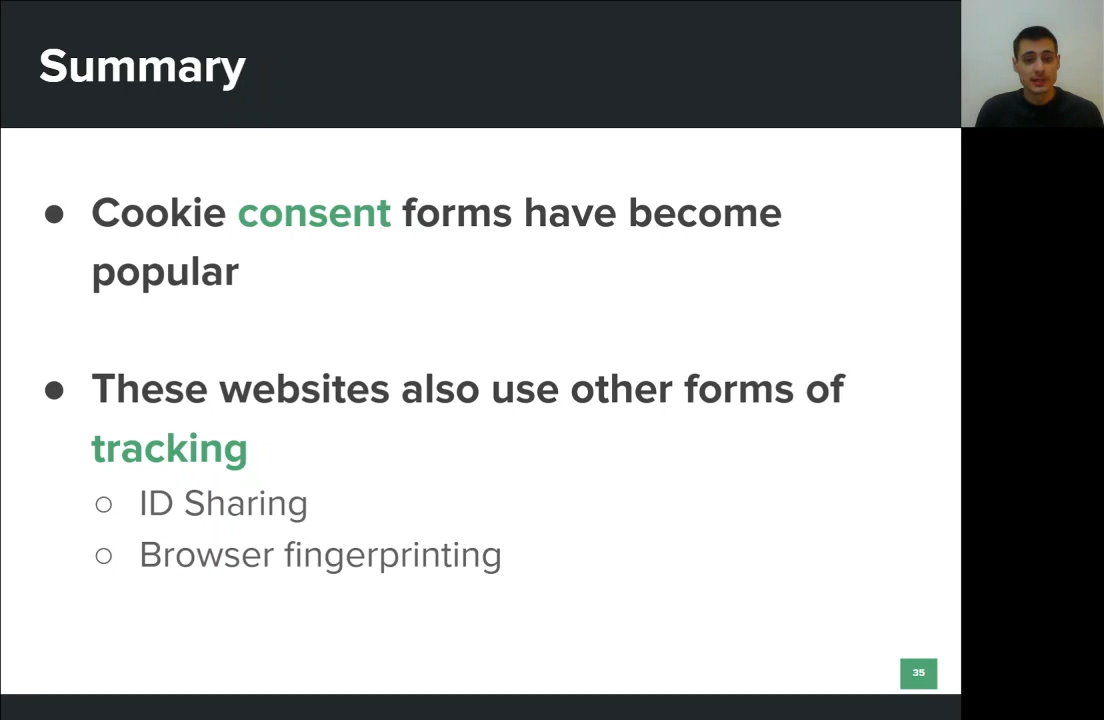 Summary
● Cookie consent forms have become
popular
● These websites also use other forms of
tracking
○ ID Sharing
○ Browser fingerprinting
35